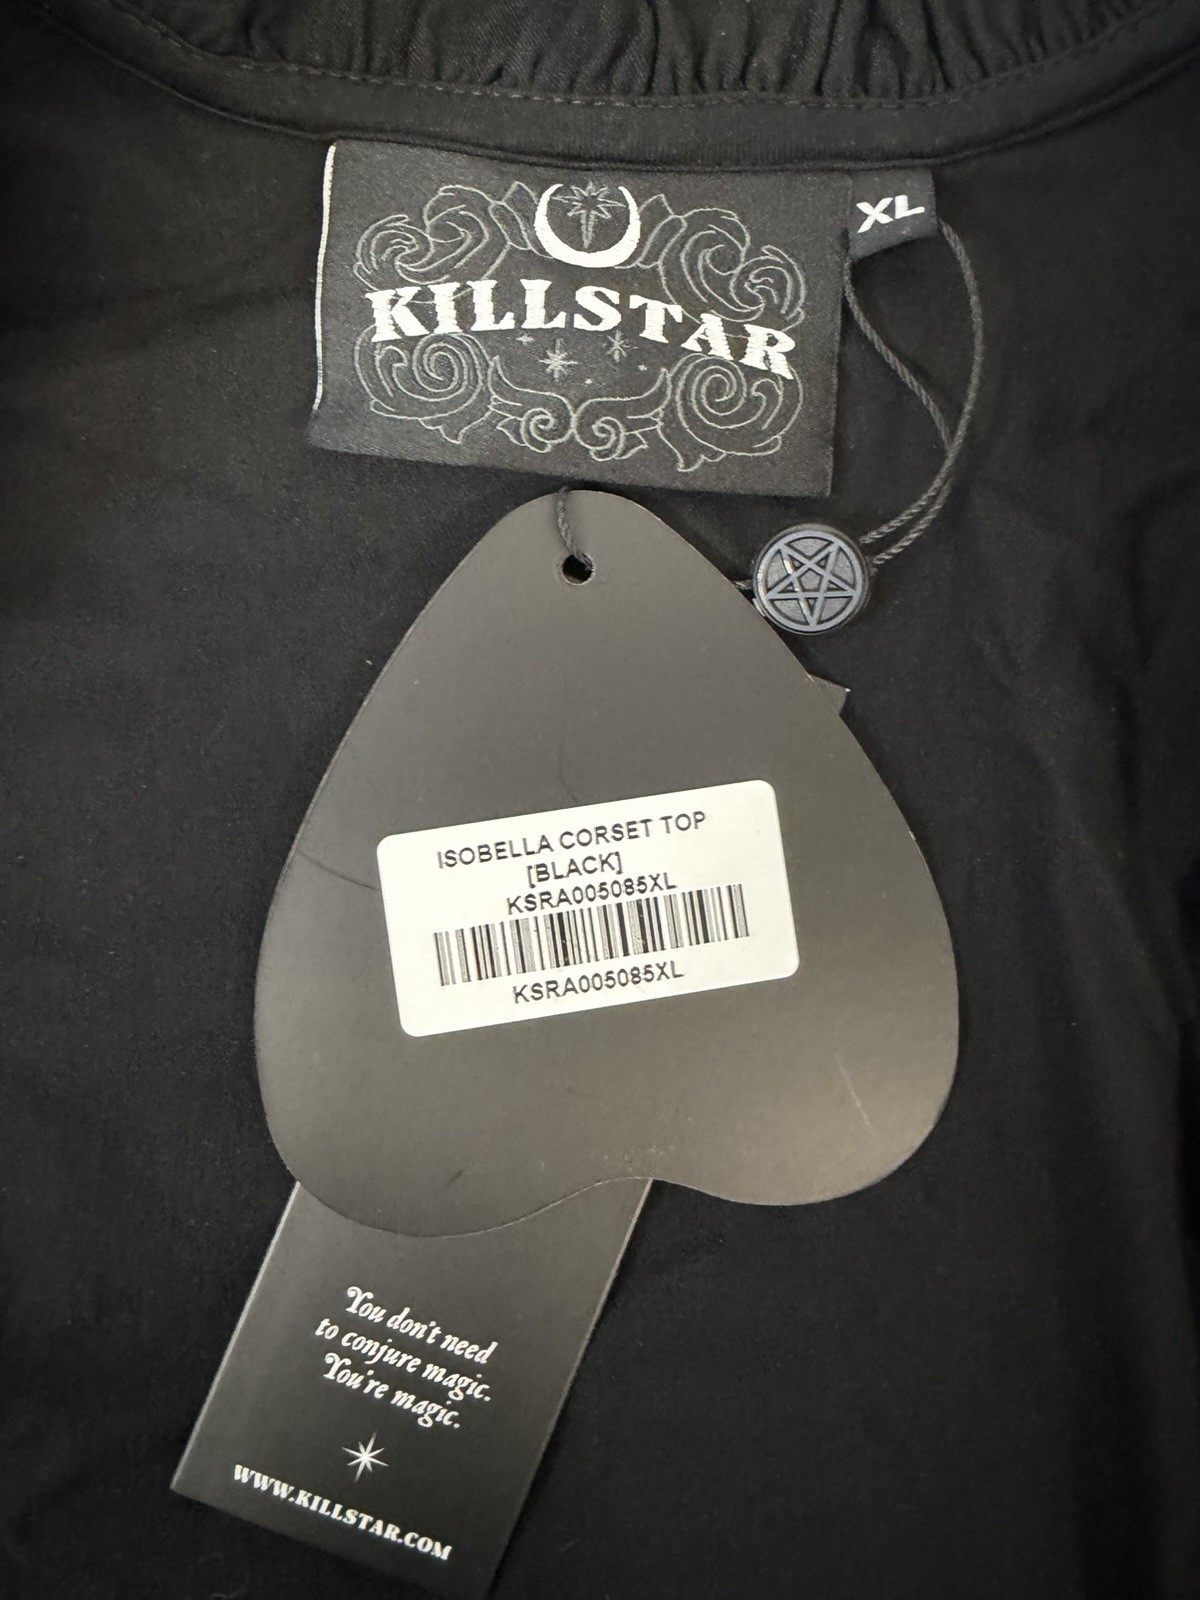 KILLSTAR
XL
ISOBELLA CORSET TOP
[BLACK]
KSRA005085XL
KSRA005085XL
You don't need
to conjure magic.
You're magic.
WWW.KILLSTAR.COM